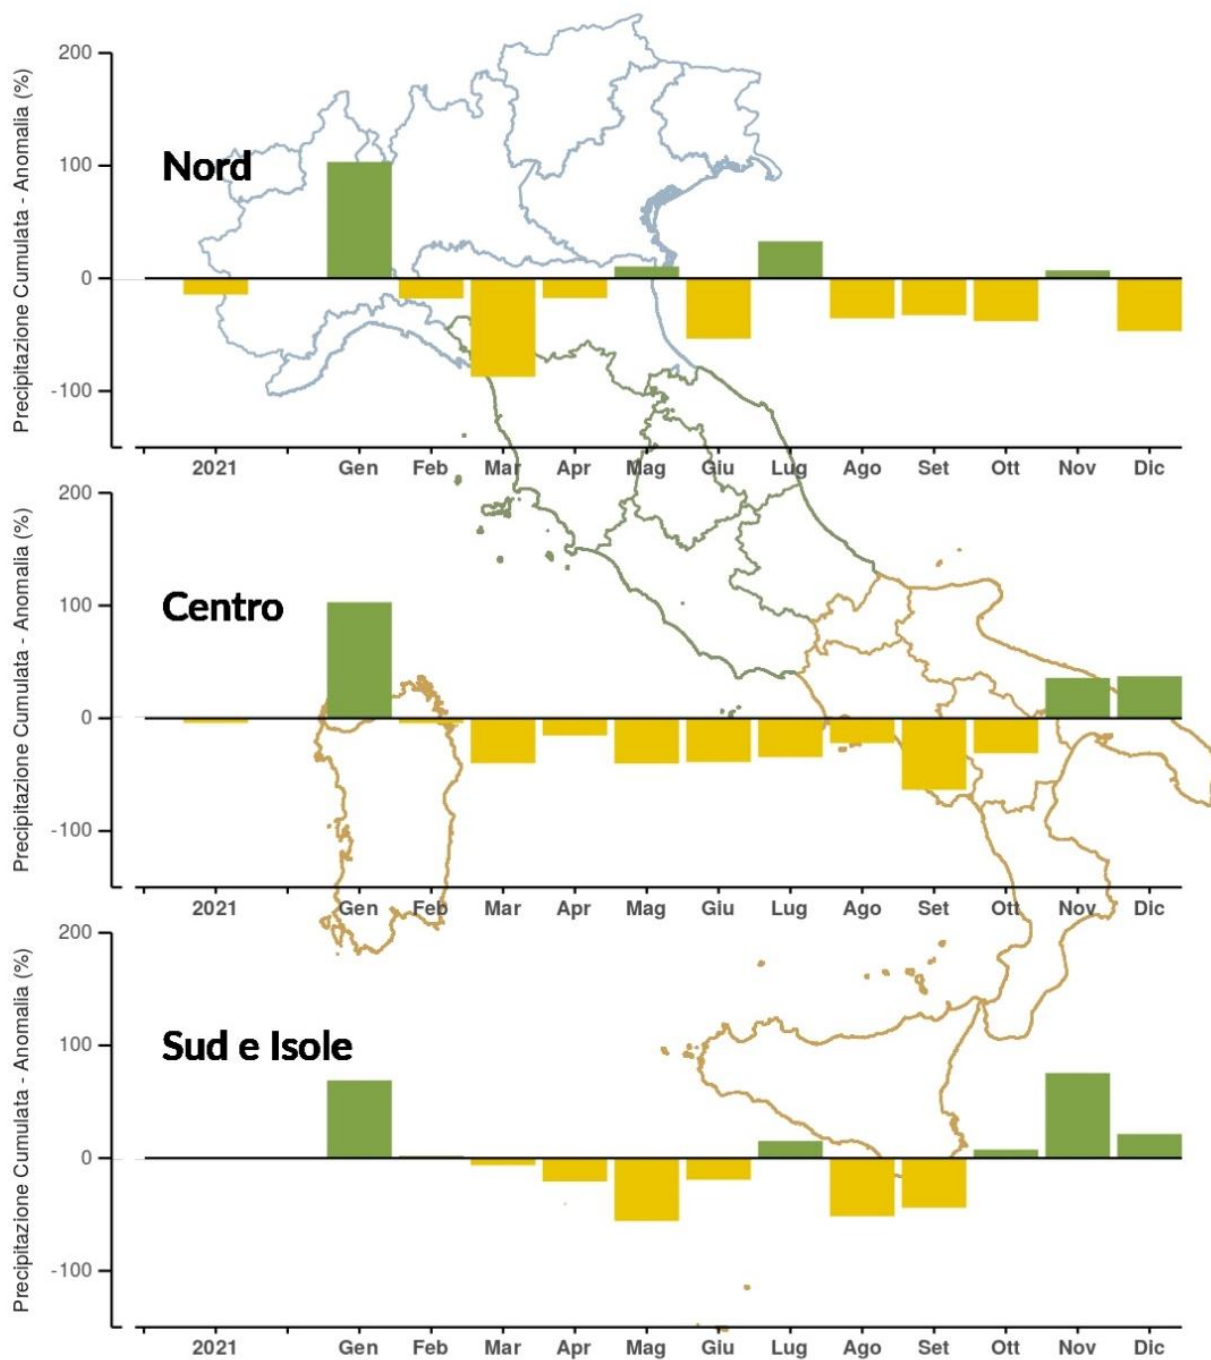 Precipitazione Cumulata - Anomalia (%)
200
100
0
-100
Nord
2021 Gen Feb Mar Apr Mag Giu Lug Ago Set Ott Nov Dic
Precipitazione Cumulata - Anomalia (%)
200
100
0
-100
Centro
2021 Gen Feb Mar Apr Mag Giu Lug Ago Set Ott Nov Dic
Precipitazione Cumulata - Anomalia (%)
200
100
0
-100
Sud e Isole
2021 Gen Feb Mar Apr Mag Giu Lug Ago Set Ott Nov Dic